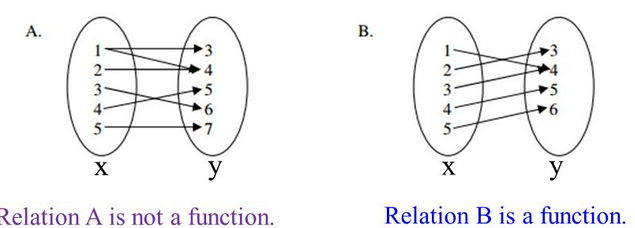 A.
1 3
2 4
3 5
4 6
5 7
x y
Relation A is not a function.
B.
1 3
2 4
3 5
4 6
5
x y
Relation B is a function.